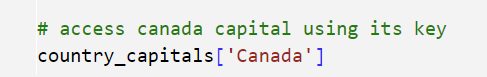 # access canada capital using its key
country_capitals['Canada']